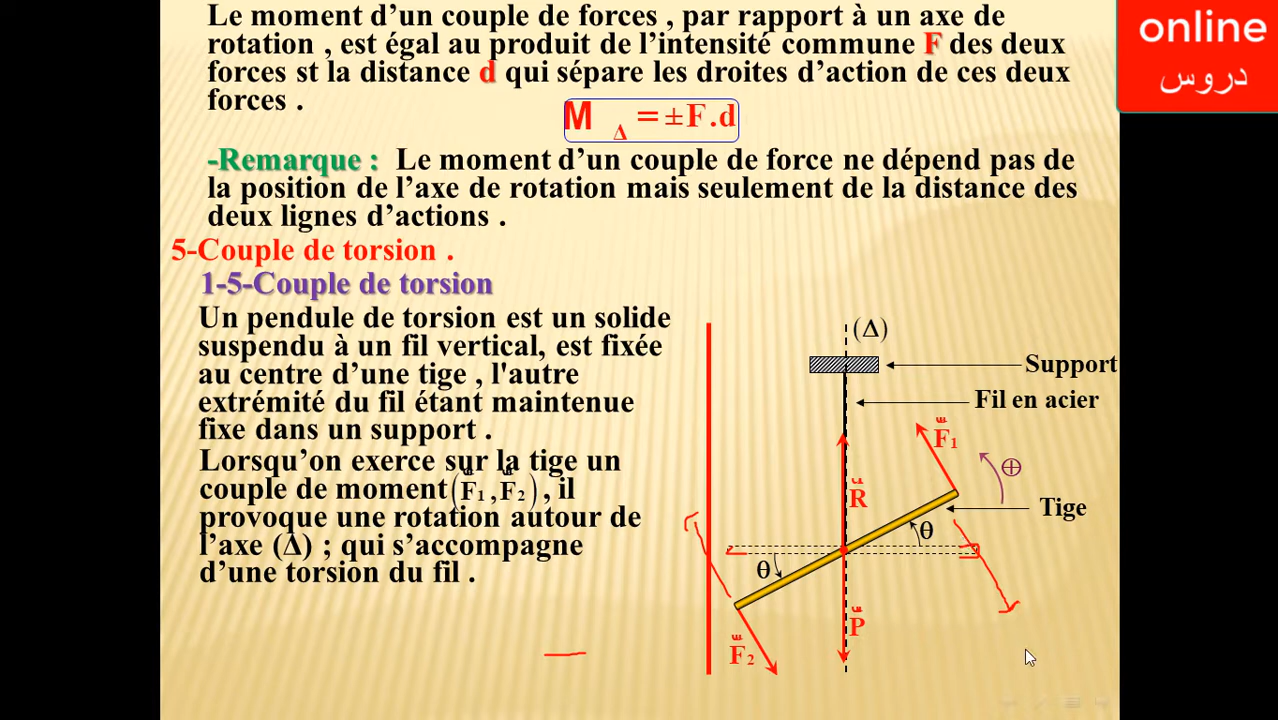 Le moment d’un couple de forces , par rapport à un axe de
rotation , est égal au produit de l’intensité commune F des deux
forces st la distance d qui sépare les droites d’action de ces deux
forces .
M Δ = ±F.d
-Remarque : Le moment d’un couple de force ne dépend pas de
la position de l’axe de rotation mais seulement de la distance des
deux lignes d’actions .
5-Couple de torsion .
1-5-Couple de torsion
Un pendule de torsion est un solide
suspendu à un fil vertical, est fixée
au centre d’une tige , l'autre
extrémité du fil étant maintenue
fixe dans un support .
Lorsqu’on exerce sur la tige un
couple de moment (F1 ,F2 ) , il
provoque une rotation autour de
l’axe (Δ) ; qui s’accompagne
d’une torsion du fil .
(Δ)
Support
Fil en acier
F1
⊕
R
Tige
θ
θ
P
F2
online
دروس